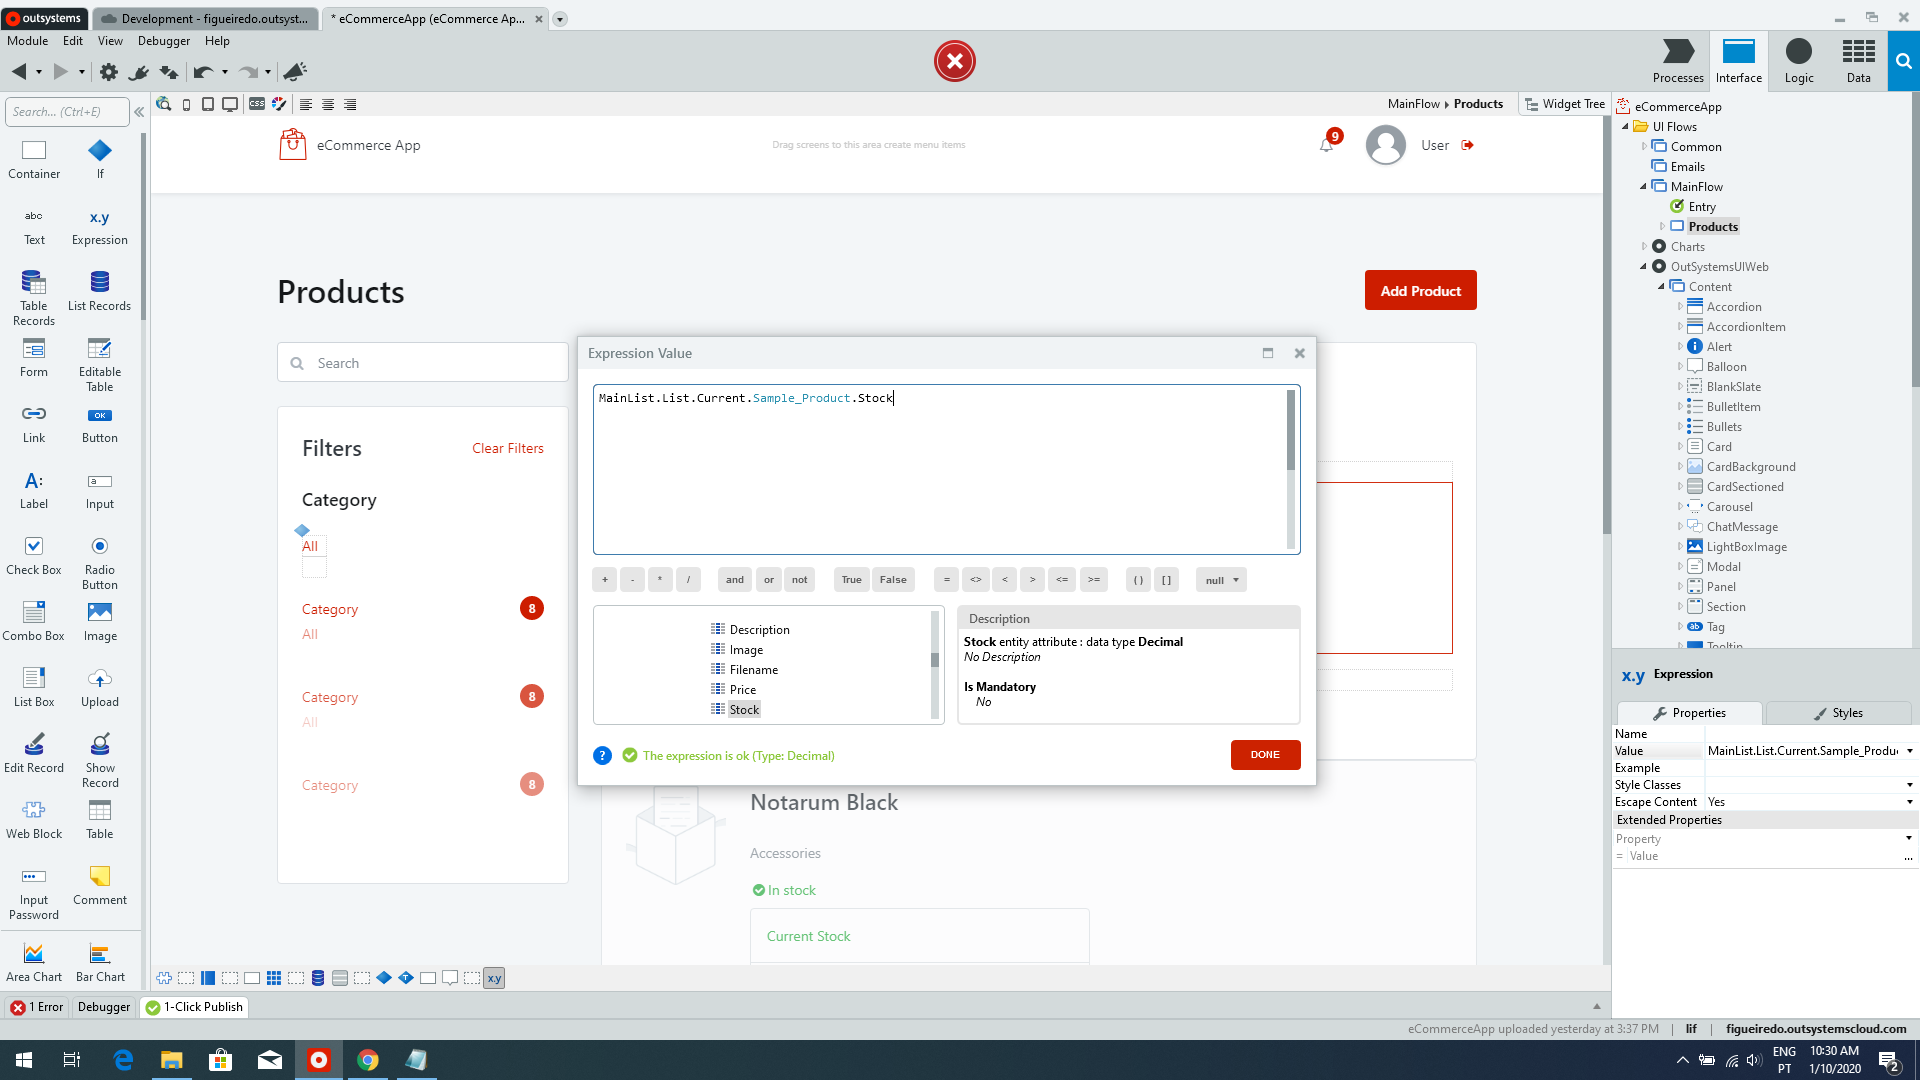 outsystems
Development - figueiredo.outsyst...
* eCommerceApp (eCommerce Ap...
Module Edit View Debugger Help
Processes
Interface
Logic
Data
Search... (Ctrl+E)
css
MainFlow Products
Widget Tree
Container
If
abc
Text
x.y
Expression
Table Records
List Records
Form
Editable Table
Link
OK
Button
A:
Label
a
Input
Check Box
Radio Button
Combo Box
Image
List Box
Upload
Edit Record
Show Record
Web Block
Table
Input Password
Comment
Area Chart
Bar Chart
eCommerce App
Drag screens to this area create menu items
9
User
Products
Add Product
Search
Filters
Clear Filters
Category
All
Category
8
All
Category
8
All
Category
8
Expression Value
MainList.List.Current.Sample_Product.Stock
+ - * / and or not True False = <> < > <= >= ( ) [ ] null
Description
Image
Filename
Price
Stock
Description
Stock entity attribute : data type Decimal
No Description
Is Mandatory
No
?
The expression is ok (Type: Decimal)
DONE
Notarum Black
Accessories
In stock
Current Stock
x.y
eCommerceApp
UI Flows
Common
Emails
MainFlow
Entry
Products
Charts
OutSystemsUIWeb
Content
Accordion
AccordionItem
Alert
Balloon
BlankSlate
BulletItem
Bullets
Card
CardBackground
CardSectioned
Carousel
ChatMessage
LightBoxImage
Modal
Panel
Section
ab Tag
Tooltip
x.y Expression
Properties
Styles
Name
Value MainList.List.Current.Sample_Produc
Example
Style Classes
Escape Content Yes
Extended Properties
Property
= Value ...
1 Error
Debugger
1-Click Publish
eCommerceApp uploaded yesterday at 3:37 PM | lif | figueiredo.outsystemscloud.com
ENG
PT
10:30 AM
1/10/2020
2